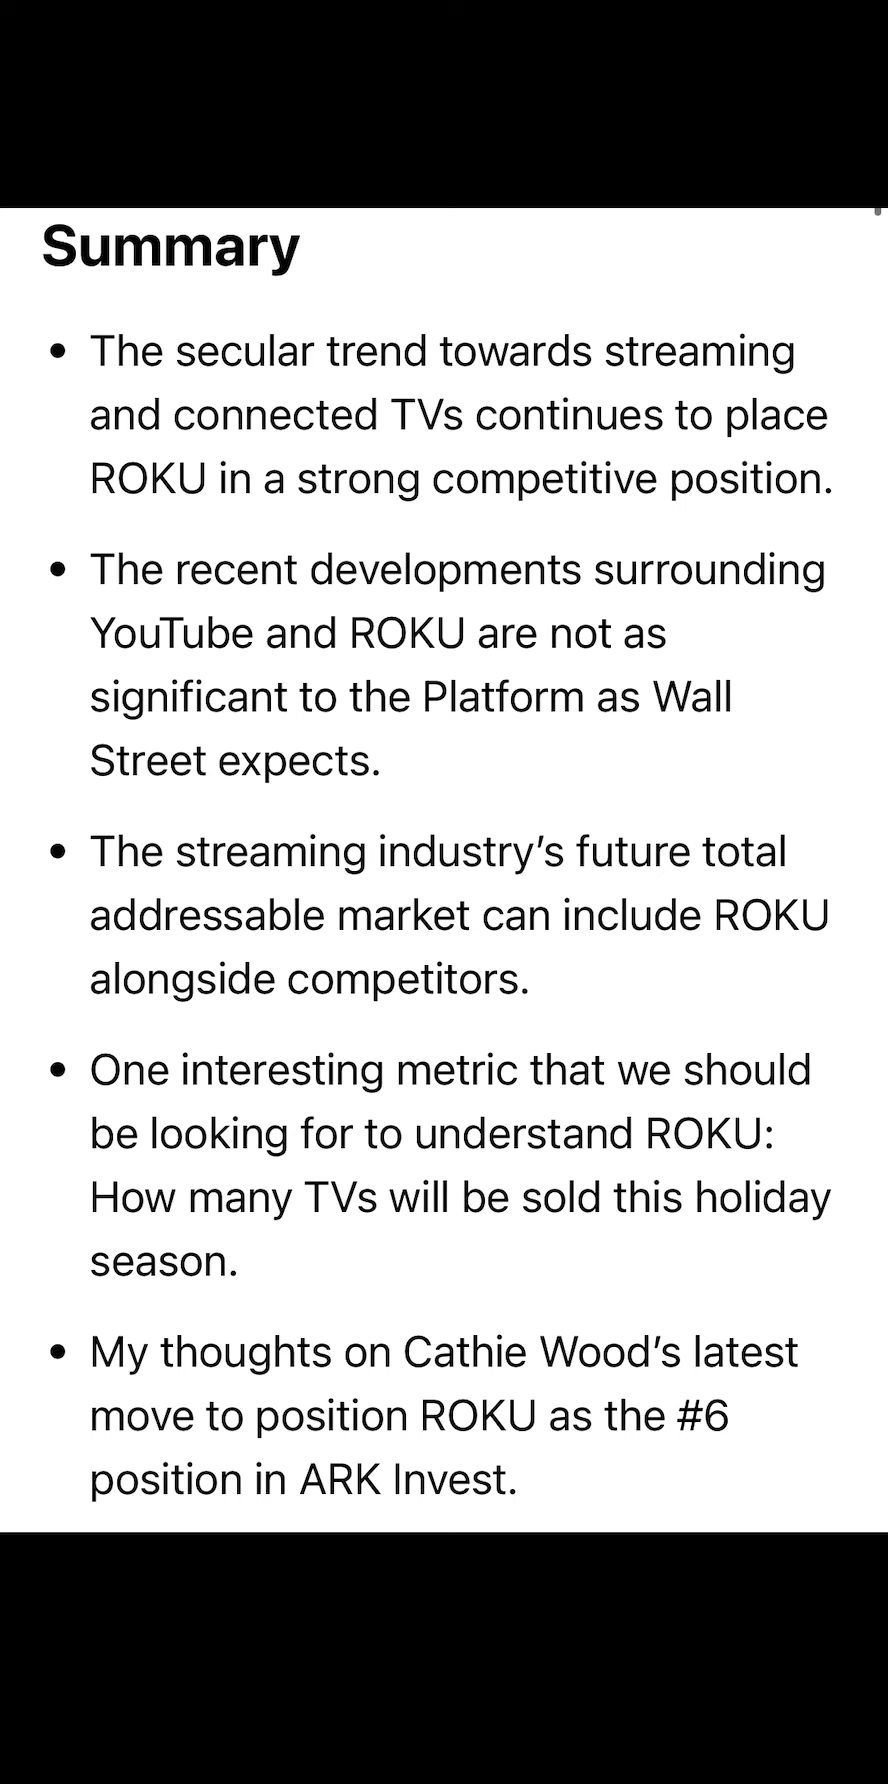 Summary
• The secular trend towards streaming
and connected TVs continues to place
ROKU in a strong competitive position.
• The recent developments surrounding
YouTube and ROKU are not as
significant to the Platform as Wall
Street expects.
• The streaming industry’s future total
addressable market can include ROKU
alongside competitors.
• One interesting metric that we should
be looking for to understand ROKU:
How many TVs will be sold this holiday
season.
• My thoughts on Cathie Wood’s latest
move to position ROKU as the #6
position in ARK Invest.